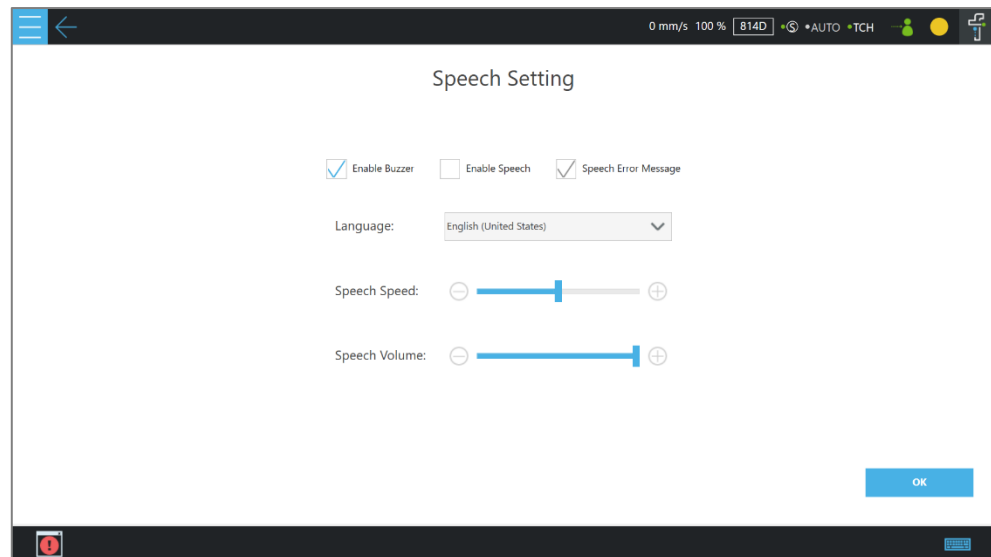 0 mm/s 100 % 814D Ⓢ AUTO TCH
Speech Setting
Enable Buzzer Enable Speech Speech Error Message
Language: English (United States)
Speech Speed:
Speech Volume:
OK